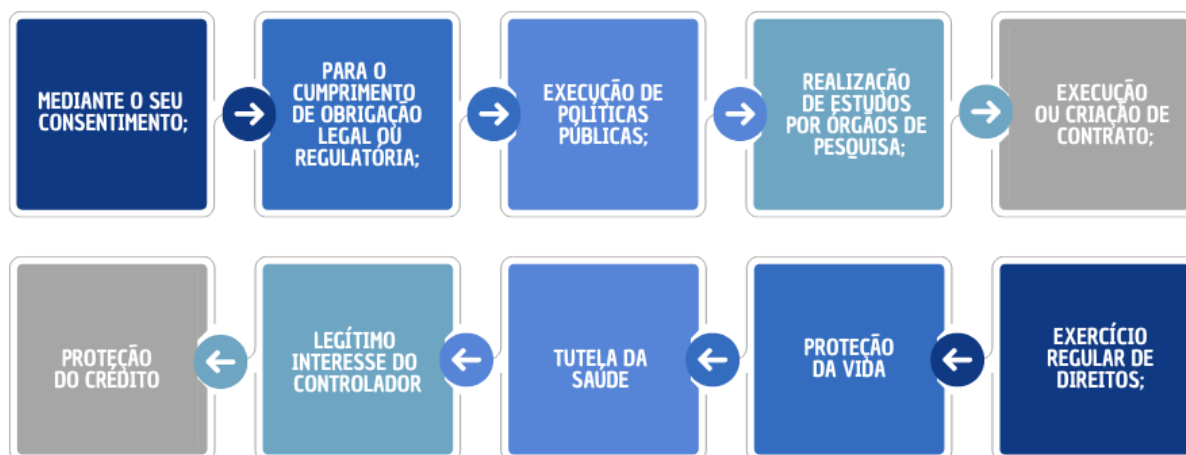 MEDIANTE O SEU
CONSENTIMENTO;
PARA O
CUMPRIMENTO
DE OBRIGAÇÃO
LEGAL OU
REGULATÓRIA;
EXECUÇÃO DE
POLÍTICAS
PÚBLICAS;
REALIZAÇÃO
DE ESTUDOS
POR ÓRGÃOS DE
PESQUISA;
EXECUÇÃO
OU CRIAÇÃO DE
CONTRATO;
EXERCÍCIO
REGULAR DE
DIREITOS;
PROTEÇÃO
DA VIDA
TUTELA DA
SAÚDE
LEGÍTIMO
INTERESSE DO
CONTROLADOR
PROTEÇÃO
DO CRÉDITO